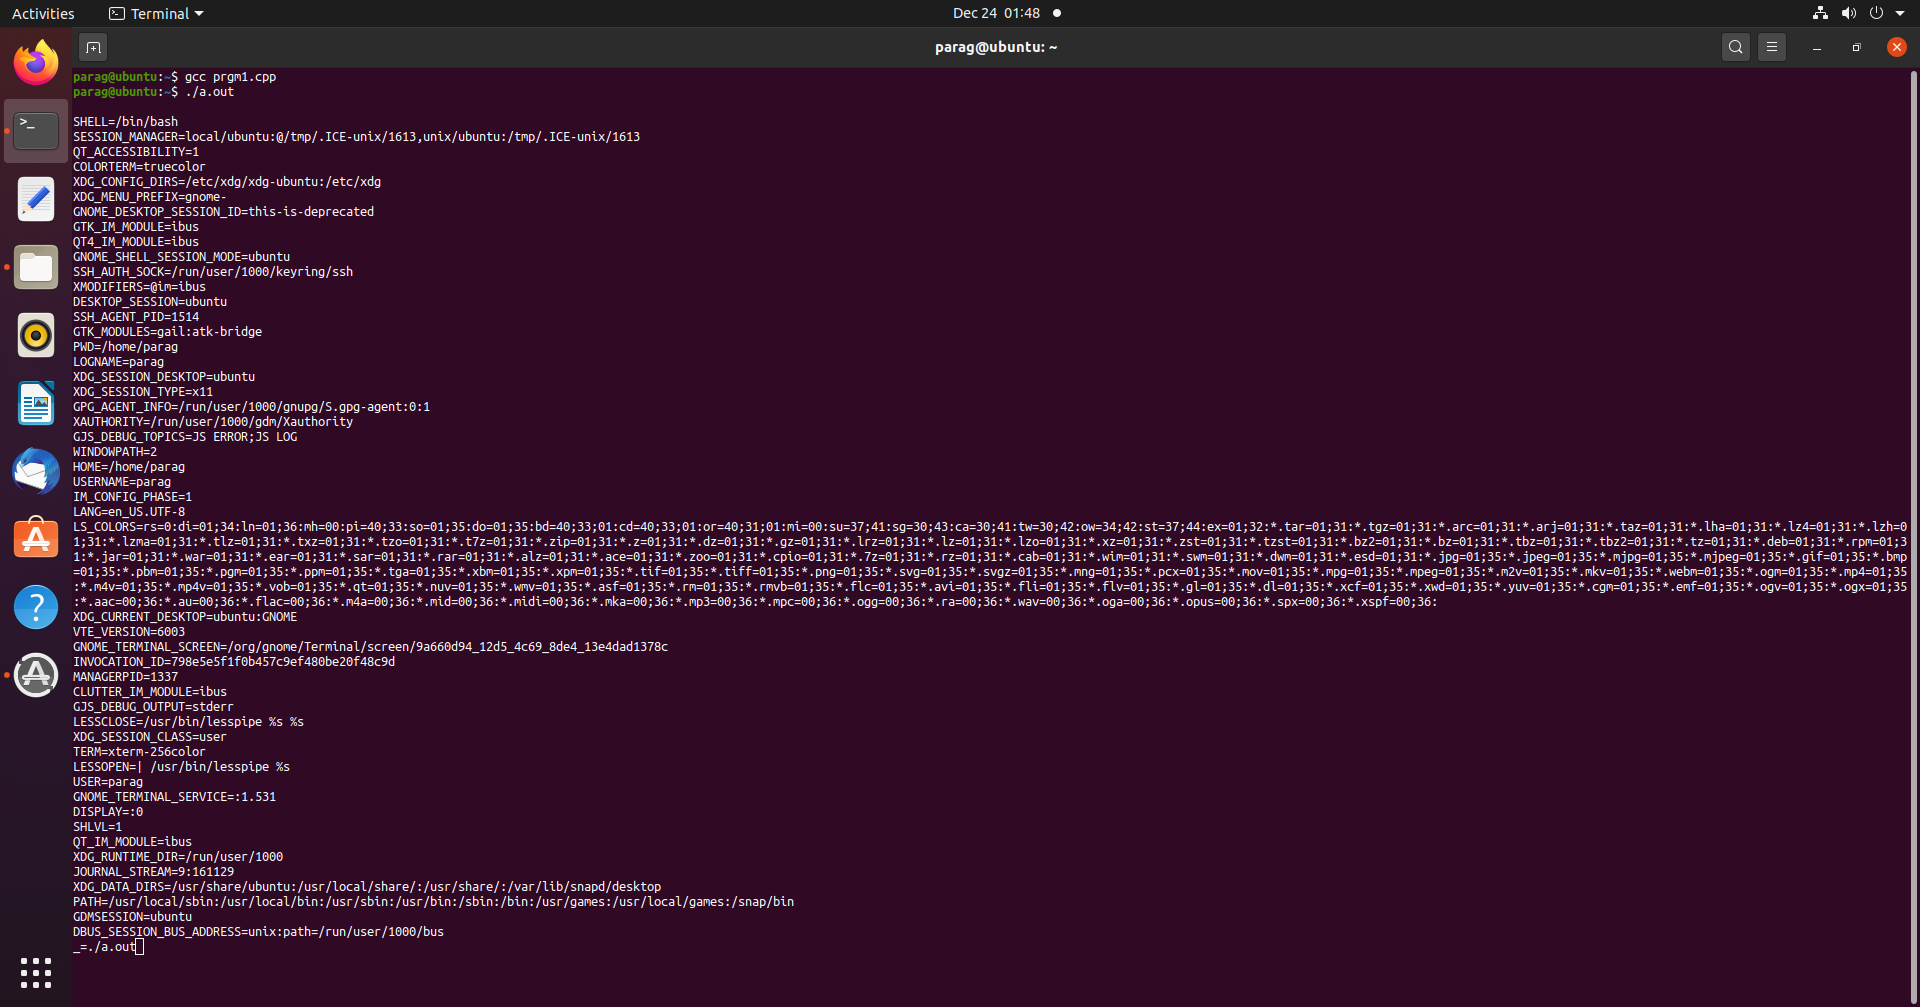 Activities
Terminal
Dec 24 01:48
parag@ubuntu: ~
parag@ubuntu:~$ gcc prgm1.cpp
parag@ubuntu:~$ ./a.out
SHELL=/bin/bash
SESSION_MANAGER=local/ubuntu:@/tmp/.ICE-unix/1613,unix/ubuntu:/tmp/.ICE-unix/1613
QT_ACCESSIBILITY=1
COLORTERM=truecolor
XDG_CONFIG_DIRS=/etc/xdg/xdg-ubuntu:/etc/xdg
XDG_MENU_PREFIX=gnome-
GNOME_DESKTOP_SESSION_ID=this-is-deprecated
GTK_IM_MODULE=ibus
QT4_IM_MODULE=ibus
GNOME_SHELL_SESSION_MODE=ubuntu
SSH_AUTH_SOCK=/run/user/1000/keyring/ssh
XMODIFIERS=@im=ibus
DESKTOP_SESSION=ubuntu
SSH_AGENT_PID=1514
GTK_MODULES=gail:atk-bridge
PWD=/home/parag
LOGNAME=parag
XDG_SESSION_DESKTOP=ubuntu
XDG_SESSION_TYPE=x11
GPG_AGENT_INFO=/run/user/1000/gnupg/S.gpg-agent:0:1
XAUTHORITY=/run/user/1000/gdm/Xauthority
GJS_DEBUG_TOPICS=JS ERROR;JS LOG
WINDOWPATH=2
HOME=/home/parag
USERNAME=parag
IM_CONFIG_PHASE=1
LANG=en_US.UTF-8
LS_COLORS=rs=0:di=01;34:ln=01;36:mh=00:pi=40;33:so=01;35:do=01;35:bd=40;33;01:cd=40;33;01:or=40;31;01:mi=00:su=37;41:sg=30;43:ca=30;41:tw=30;42:ow=34;42:st=37;44:ex=01;32:*.tar=01;31:*.tgz=01;31:*.arc=01;31:*.arj=01;31:*.taz=01;31:*.lha=01;31:*.lz4=01;31:*.lzh=0
1;31:*.lzma=01;31:*.tlz=01;31:*.txz=01;31:*.tzo=01;31:*.t7z=01;31:*.zip=01;31:*.z=01;31:*.dz=01;31:*.gz=01;31:*.lrz=01;31:*.lz=01;31:*.lzo=01;31:*.xz=01;31:*.zst=01;31:*.tzst=01;31:*.bz2=01;31:*.bz=01;31:*.tbz=01;31:*.tbz2=01;31:*.tz=01;31:*.deb=01;31:*.rpm=01;3
1:*.jar=01;31:*.war=01;31:*.ear=01;31:*.sar=01;31:*.rar=01;31:*.alz=01;31:*.ace=01;31:*.zoo=01;31:*.cpio=01;31:*.7z=01;31:*.rz=01;31:*.cab=01;31:*.wim=01;31:*.swm=01;31:*.dwm=01;31:*.esd=01;31:*.jpg=01;35:*.jpeg=01;35:*.mjpg=01;35:*.mjpeg=01;35:*.gif=01;35:*.bmp
=01;35:*.pbm=01;35:*.pgm=01;35:*.ppm=01;35:*.tga=01;35:*.xbm=01;35:*.xpm=01;35:*.tif=01;35:*.tiff=01;35:*.png=01;35:*.svg=01;35:*.svgz=01;35:*.mng=01;35:*.pcx=01;35:*.mov=01;35:*.mpg=01;35:*.mpeg=01;35:*.m2v=01;35:*.mkv=01;35:*.webm=01;35:*.ogm=01;35:*.mp4=01;35
:*.m4v=01;35:*.mp4v=01;35:*.vob=01;35:*.qt=01;35:*.nuv=01;35:*.wmv=01;35:*.asf=01;35:*.rm=01;35:*.rmvb=01;35:*.flc=01;35:*.avi=01;35:*.fli=01;35:*.flv=01;35:*.gl=01;35:*.dl=01;35:*.xcf=01;35:*.xwd=01;35:*.yuv=01;35:*.cgm=01;35:*.emf=01;35:*.ogv=01;35:*.ogx=01;35
:*.aac=00;36:*.au=00;36:*.flac=00;36:*.m4a=00;36:*.mid=00;36:*.midi=00;36:*.mka=00;36:*.mp3=00;36:*.mpc=00;36:*.ogg=00;36:*.ra=00;36:*.wav=00;36:*.oga=00;36:*.opus=00;36:*.spx=00;36:*.xspf=00;36:
XDG_CURRENT_DESKTOP=ubuntu:GNOME
VTE_VERSION=6003
GNOME_TERMINAL_SCREEN=/org/gnome/Terminal/screen/9a660d94_12d5_4c69_8de4_13e4dad1378c
INVOCATION_ID=798e5e5f1f0b457c9ef480be20f48c9d
MANAGERPID=1337
CLUTTER_IM_MODULE=ibus
GJS_DEBUG_OUTPUT=stderr
LESSCLOSE=/usr/bin/lesspipe %s %s
XDG_SESSION_CLASS=user
TERM=xterm-256color
LESSOPEN=| /usr/bin/lesspipe %s
USER=parag
GNOME_TERMINAL_SERVICE=:1.531
DISPLAY=:0
SHLVL=1
QT_IM_MODULE=ibus
XDG_RUNTIME_DIR=/run/user/1000
JOURNAL_STREAM=9:161129
XDG_DATA_DIRS=/usr/share/ubuntu:/usr/local/share/:/usr/share/:/var/lib/snapd/desktop
PATH=/usr/local/sbin:/usr/local/bin:/usr/sbin:/usr/bin:/sbin:/bin:/usr/games:/usr/local/games:/snap/bin
GDMSESSION=ubuntu
DBUS_SESSION_BUS_ADDRESS=unix:path=/run/user/1000/bus
_=./a.out